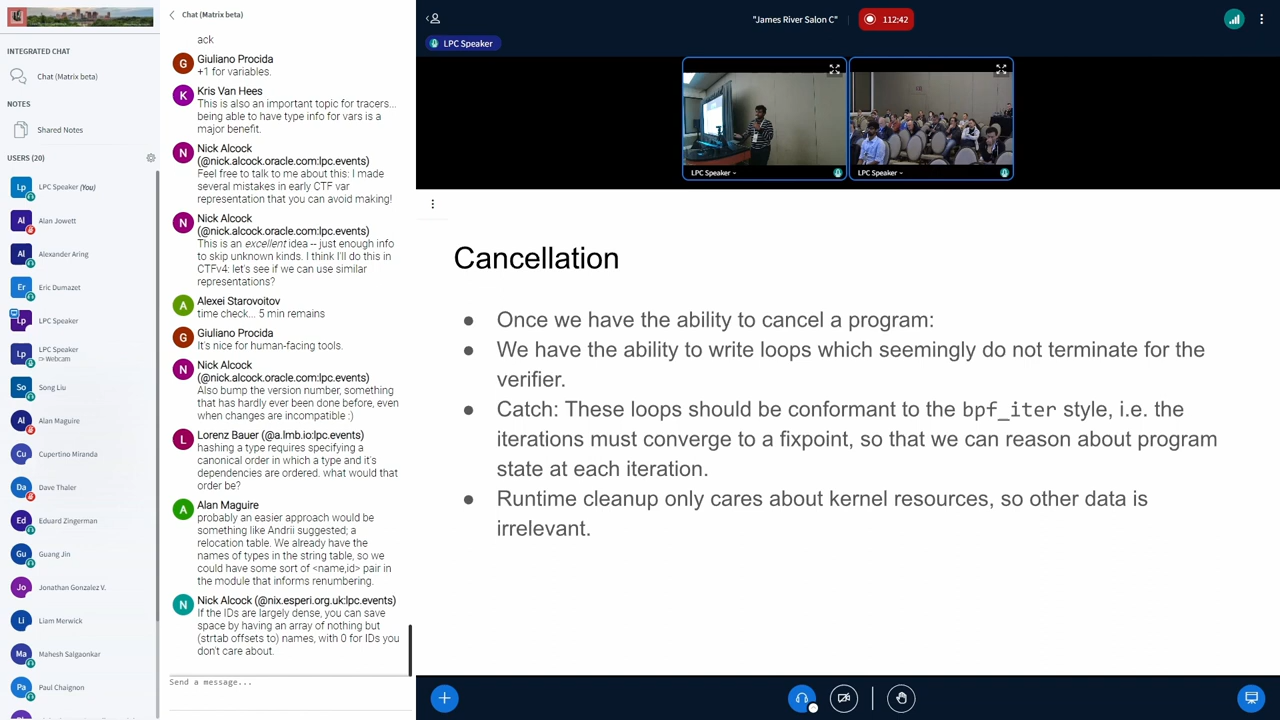 INTEGRATED CHAT
Chat (Matrix beta)
NOTES
Shared Notes
USERS (20)
Lp LPC Speaker (You)
Al Alan Jowett
Al Alexander Aring
Er Eric Dumazet
Lp LPC Speaker
Lp LPC Speaker
Webcam
So Song Liu
Al Alan Maguire
Cu Cupertino Miranda
Da Dave Thaler
Ed Eduard Zingerman
Gu Guang Jin
Jo Jonathan Gonzalez V.
Li Liam Merwick
Ma Mahesh Salgaonkar
Pa Paul Chaignon
Chat (Matrix beta)
ack
G Giuliano Procida
+1 for variables.
K Kris Van Hees
This is also an important topic for tracers...
being able to have type info for vars is a
major benefit.
N Nick Alcock
(@nick.alcock.oracle.com:lpc.events)
Feel free to talk to me about this: I made
several mistakes in early CTF var
representation that you can avoid making!
N Nick Alcock
(@nick.alcock.oracle.com:lpc.events)
This is an excellent idea -- just enough info
to skip unknown kinds. I think I'll do this in
CTFv4: let's see if we can use similar
representations?
A Alexei Starovoitov
time check... 5 min remains
G Giuliano Procida
It's nice for human-facing tools.
N Nick Alcock
(@nick.alcock.oracle.com:lpc.events)
Also bump the version number, something
that has hardly ever been done before, even
when changes are incompatible :)
L Lorenz Bauer (@a.lmb.io:lpc.events)
hashing a type requires specifying a
canonical order in which a type and it's
dependencies are ordered. what would that
order be?
A Alan Maguire
probably an easier approach would be
something like Andrii suggested; a
relocation table. We already have the
names of types in the string table, so we
could have some sort of <name,id> pair in
the module that informs renumbering.
N Nick Alcock (@nix.esperi.org.uk:lpc.events)
If the IDs are largely dense, you can save
space by having an array of nothing but
(strtab offsets to) names, with 0 for IDs you
don't care about.
Send a message...
"James River Salon C"
112:42
LPC Speaker
LPC Speaker
LPC Speaker
Cancellation
● Once we have the ability to cancel a program:
● We have the ability to write loops which seemingly do not terminate for the
verifier.
● Catch: These loops should be conformant to the bpf_iter style, i.e. the
iterations must converge to a fixpoint, so that we can reason about program
state at each iteration.
● Runtime cleanup only cares about kernel resources, so other data is
irrelevant.